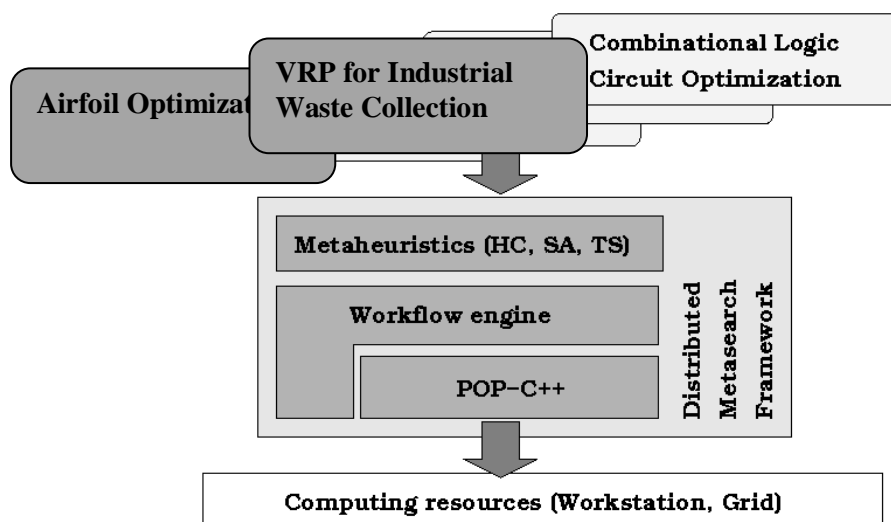 Airfoil Optimizat
VRP for Industrial
Waste Collection
Combinational Logic
Circuit Optimization
Metaheuristics (HC, SA, TS)
Workflow engine
POP-C++
Distributed
Metasearch
Framework
Computing resources (Workstation, Grid)